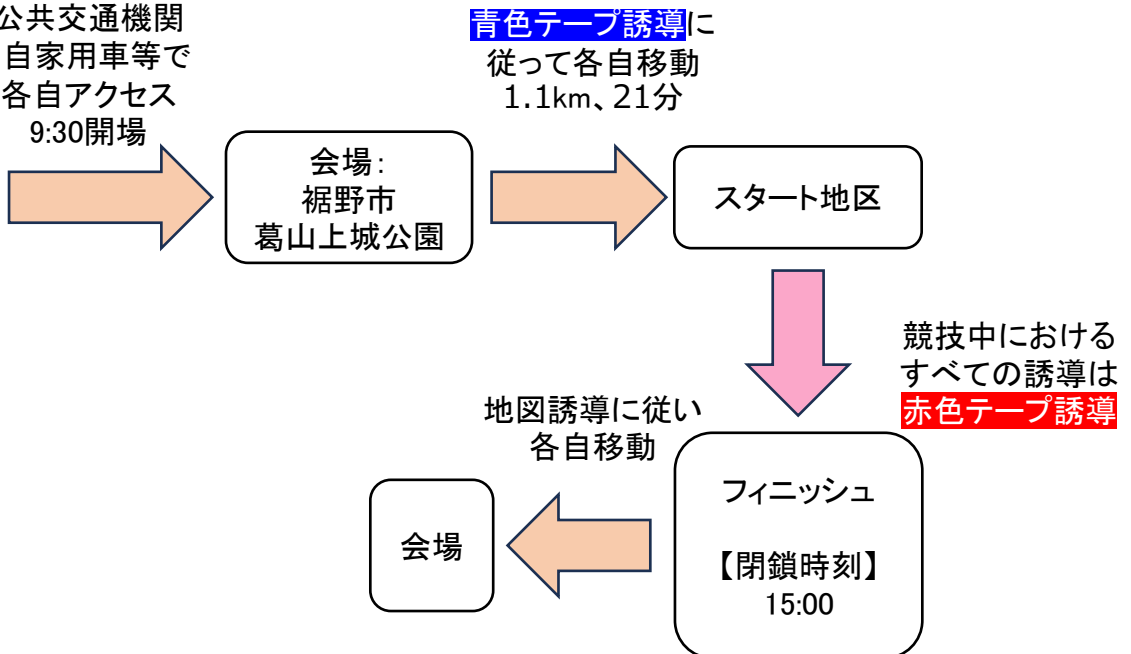 公共交通機関
自家用車等で
各自アクセス
9:30開場
会場:
裾野市
葛山上城公園
青色テープ誘導に
従って各自移動
1.1km、21分
スタート地区
競技中における
すべての誘導は
赤色テープ誘導
フィニッシュ
【閉鎖時刻】
15:00
地図誘導に従い
各自移動
会場